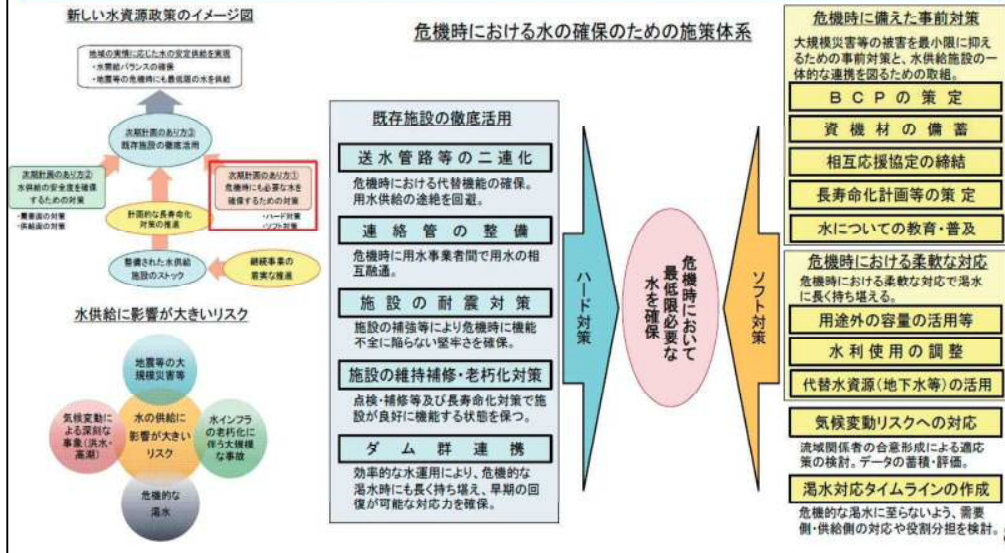 新しい水資源政策のイメージ図
地域の実情に応じた水の安定供給を実現
・水需給バランスの確保
・地震等の危機時にも最低限の水を供給
次期計画のあり方③
既存施設の徹底活用
次期計画のあり方②
水供給の安全度を確保
するための対策
・需要面の対策
・供給面の対策
次期計画のあり方①
危機時にも必要な水を
確保するための対策
・ハード対策
・ソフト対策
計画的な長寿命化
対策の推進
整備された水供給
施設のストック
継続事業の
着実な推進
水供給に影響が大きいリスク
地震等の大
規模災害等
気候変動に
よる深刻な
事象(洪水・
高潮)
水の供給に
影響が大きい
リスク
水インフラ
の老朽化に
伴う大規模
な事故
危機的な
渇水
危機時における水の確保のための施策体系
既存施設の徹底活用
送水管路等の二連化
危機時における代替機能の確保。
用水供給の途絶を回避。
連絡管の整備
危機時に用水事業者間で用水の相
互融通。
施設の耐震対策
施設の補強等により危機時に機能
不全に陥らない堅牢さを確保。
施設の維持補修・老朽化対策
点検・補修等及び長寿命化対策で施
設が良好に機能する状態を保つ。
ダム群連携
効率的な水運用により、危機的な
渇水時にも長く持ち堪え、早期の回
復が可能な対応力を確保。
ハード対策
危機時において
最低限必要な
水を確保
ソフト対策
危機時に備えた事前対策
大規模災害等の被害を最小限に抑え
るための事前対策と、水供給施設の一
体的な連携を図るための取組。
BCPの策定
資機材の備蓄
相互応援協定の締結
長寿命化計画等の策定
水についての教育・普及
危機時における柔軟な対応
危機時における柔軟な対応で渇水
に長く持ち堪える。
用途外の容量の活用等
水利使用の調整
代替水資源(地下水等)の活用
気候変動リスクへの対応
流域関係者の合意形成による適応
策の検討。データの蓄積・評価。
渇水対応タイムラインの作成
危機的な渇水に至らないよう、需要
側・供給側の対応や役割分担を検討。